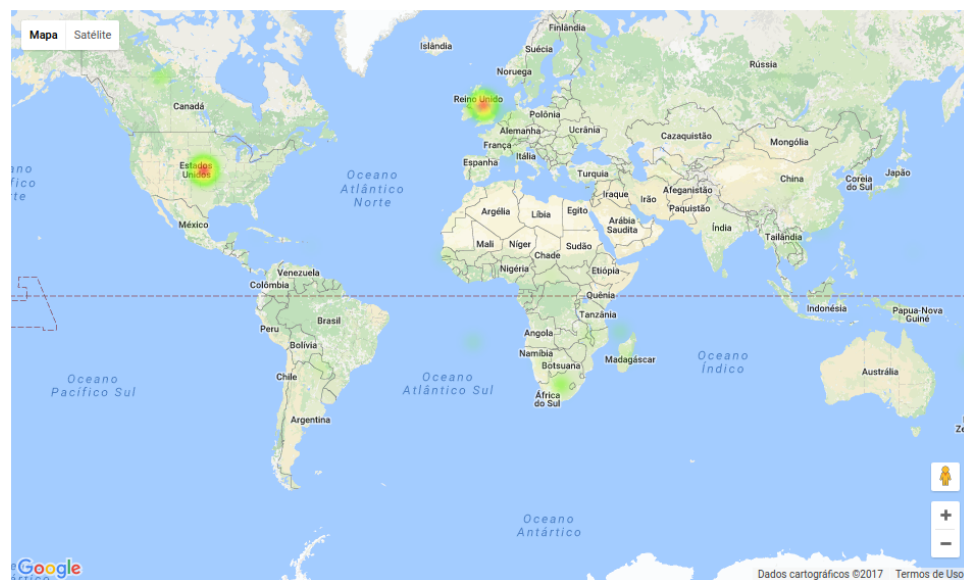 Mapa
Satélite
Finlândia
Islândia
Suécia
Rússia
Noruega
Reino Unido
Canadá
Polónia
Alemanha
Ucrânia
Cazaquistão
Mongólia
França
Itália
Espanha
Estados
Unidos
Turquia
China
Coreia
do Sul
Japão
Oceano
Atlântico
Norte
Iraque
Irão
Afeganistão
Paquistão
Argélia
Líbia
Egito
Arábia
Saudita
Índia
México
Mali
Níger
Sudão
Chade
Tailândia
Nigéria
Etiópia
Venezuela
Colômbia
Quênia
Tanzânia
Indonésia
Papua-Nova
Guiné
Peru
Brasil
Bolívia
Angola
Namíbia
Botsuana
Madagáscar
Oceano
Índico
Oceano
Pacífico Sul
Chile
Oceano
Atlântico Sul
África
do Sul
Austrália
Argentina
Oceano
Antártico
Google
Dados cartográficos ©2017
Termos de Uso